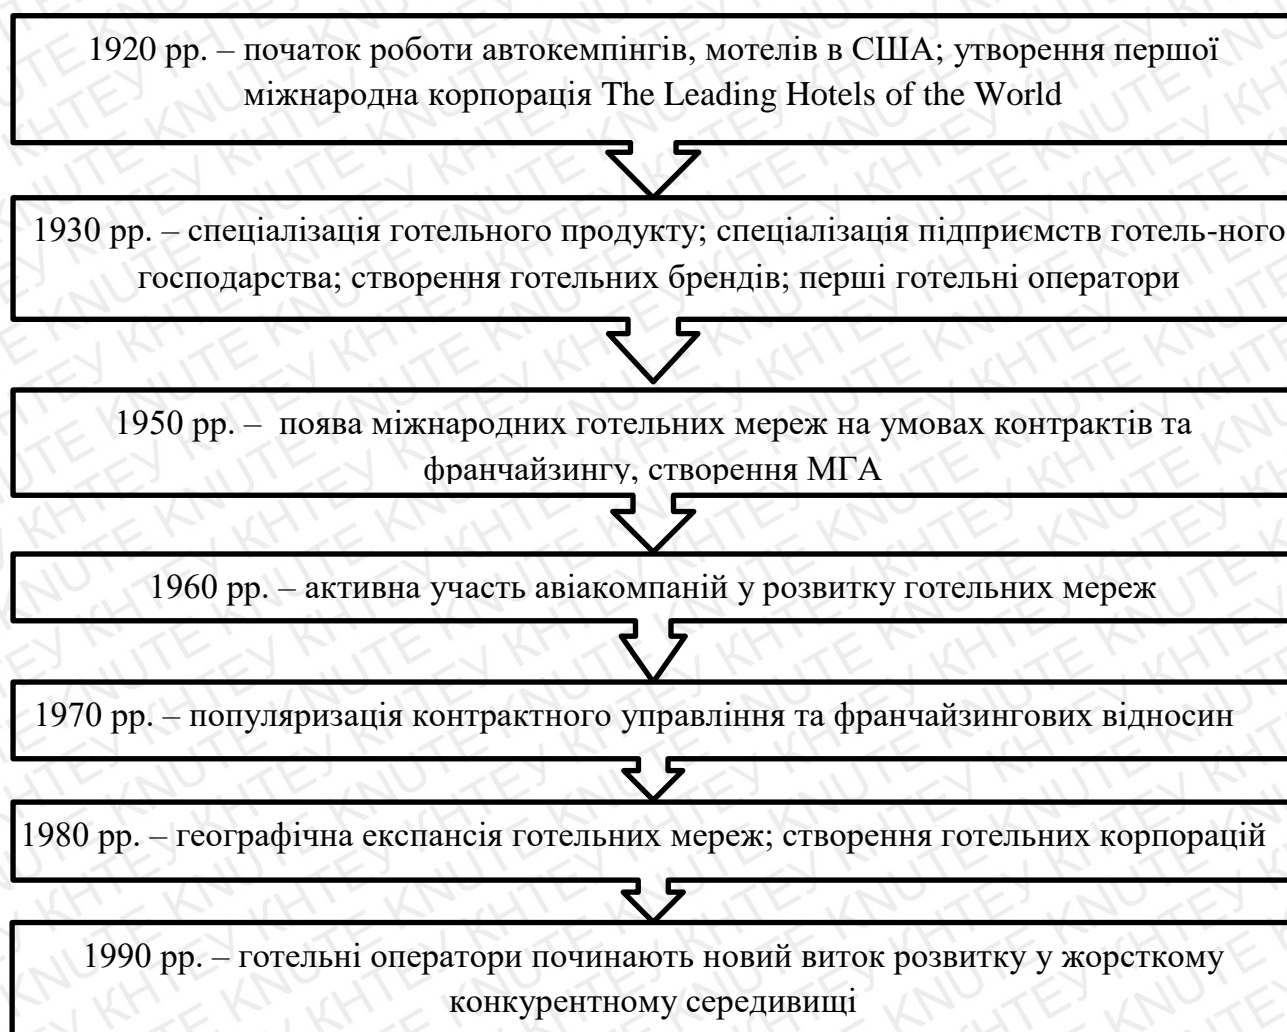 1920 рр. – початок роботи автокемпінгів, мотелів в США; утворення першої
міжнародна корпорація The Leading Hotels of the World
1930 рр. – спеціалізація готельного продукту; спеціалізація підприємств готель-ного
господарства; створення готельних брендів; перші готельні оператори
1950 рр. –  поява міжнародних готельних мереж на умовах контрактів та
франчайзингу, створення МГА
1960 рр. – активна участь авіакомпаній у розвитку готельних мереж
1970 рр. – популяризація контрактного управління та франчайзингових відносин
1980 рр. – географічна експансія готельних мереж; створення готельних корпорацій
1990 рр. – готельні оператори починають новий виток розвитку у жорсткому
конкурентному середивищі